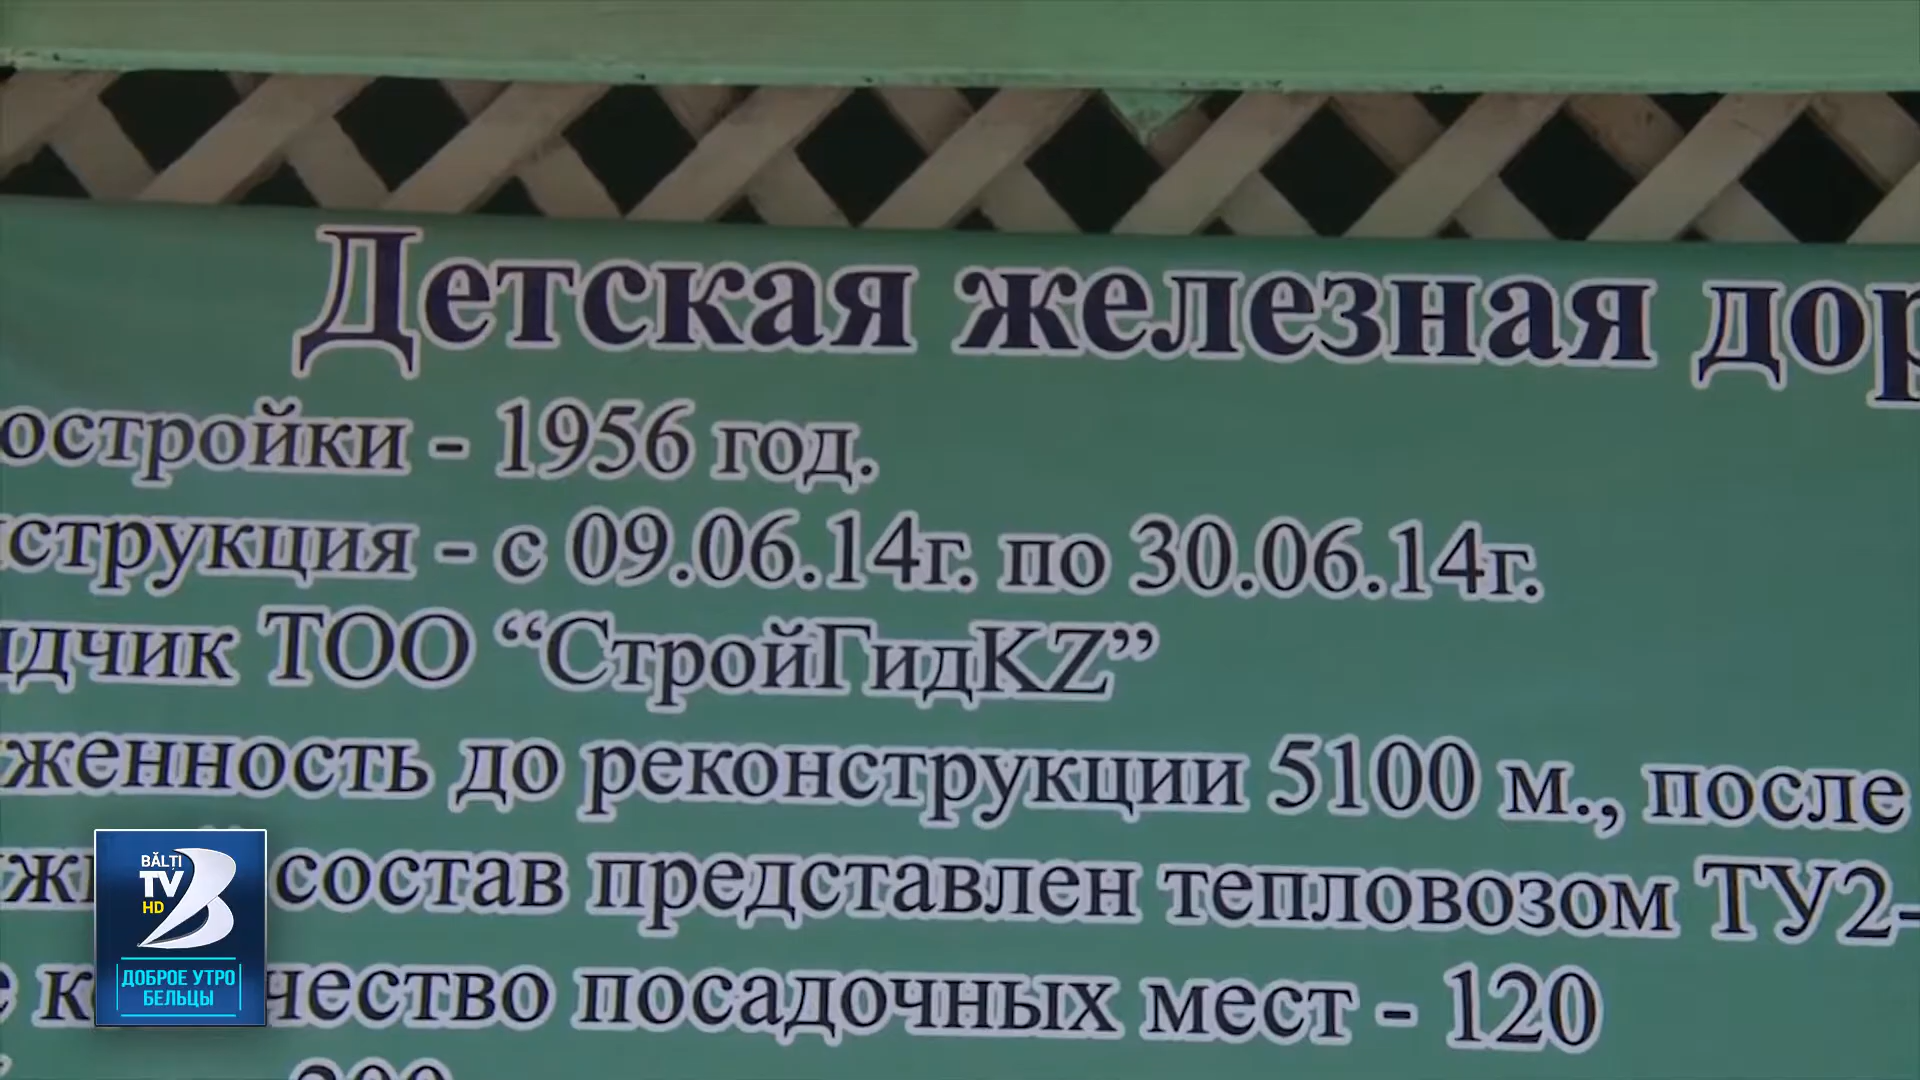 Детская железная дор
остройки - 1956 год.
струкция - с 09.06.14г. по 30.06.14г.
дчик ТОО “СтройГидKZ”
женность до реконструкции 5100 м., после
состав представлен тепловозом ТУ2-
чество посадочных мест - 120
BĂLȚI
TV
HD
ДОБРОЕ УТРО
БЕЛЬЦЫ